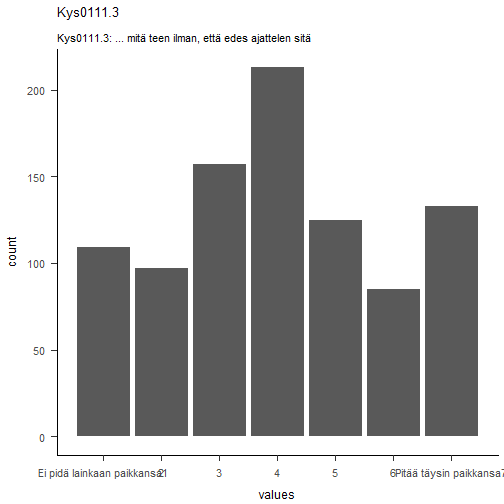 Kys0111.3
Kys0111.3: ... mitä teen ilman, että edes ajattelen sitä
200
150
100
50
0
count
Ei pidä lainkaan paikkansa1 2 3 4 5 6 Pitää täysin paikkansa7
values